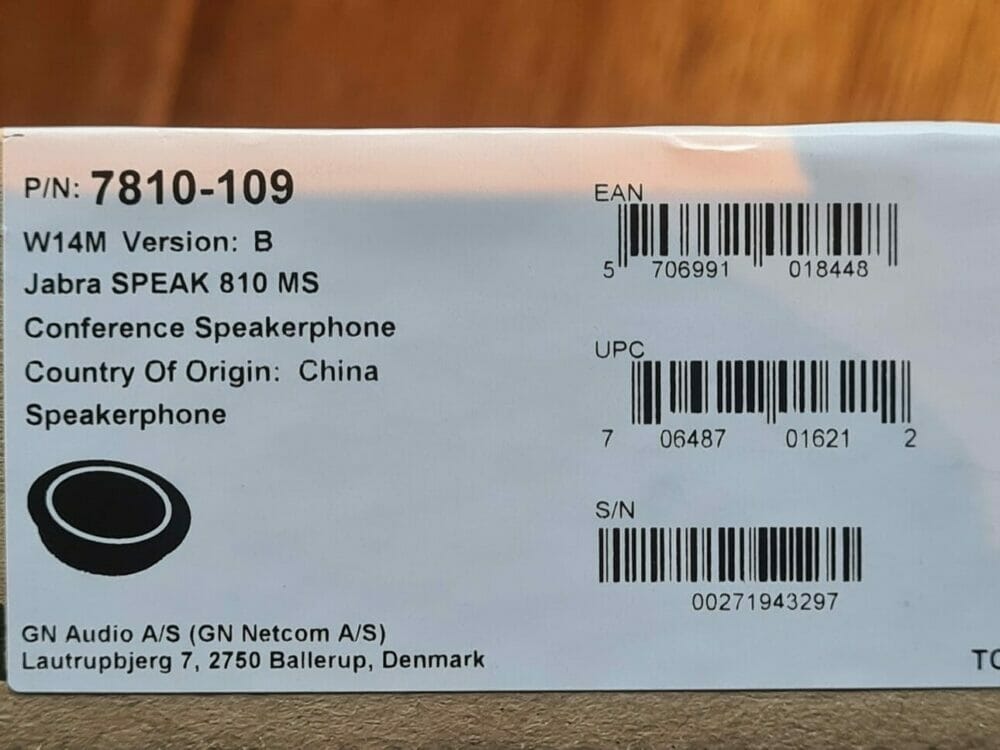 P/N: 7810-109
W14M Version: B
Jabra SPEAK 810 MS
Conference Speakerphone
Country Of Origin: China
Speakerphone
GN Audio A/S (GN Netcom A/S)
Lautrupbjerg 7, 2750 Ballerup, Denmark
EAN
5 706991 018448
UPC
7 06487 01621 2
S/N
00271943297